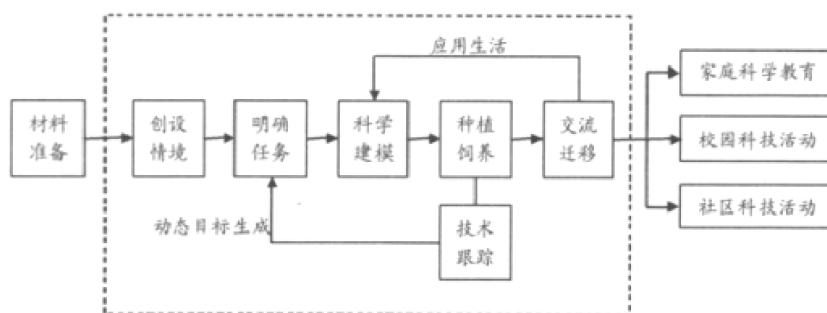 应用生活
家庭科学教育
材料
准备
创设
情境
明确
任务
科学
建模
种植
饲养
交流
迁移
校园科技活动
动态目标生成
技术
跟踪
社区科技活动